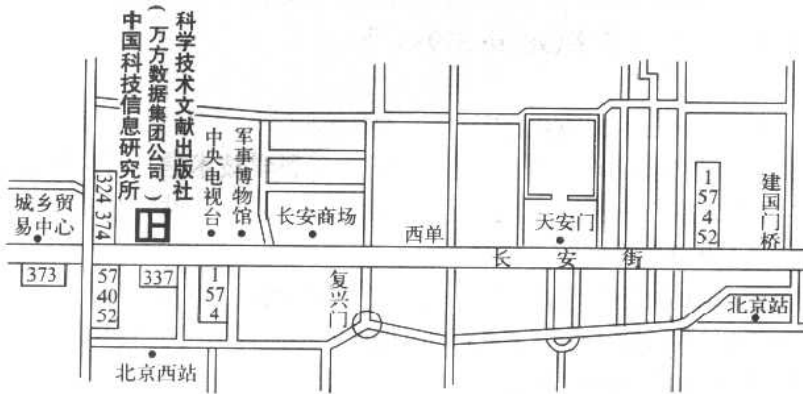 科学技术文献出版社
（万方数据集团公司）
中国科技信息研究所
城乡贸
易中心
373
324 374
57
40
52
337
中央电视台
军事博物馆
1
57
4
长安商场
复兴门
西单
天安门
长安街
1
57
4
52
建国门桥
北京站
北京西站